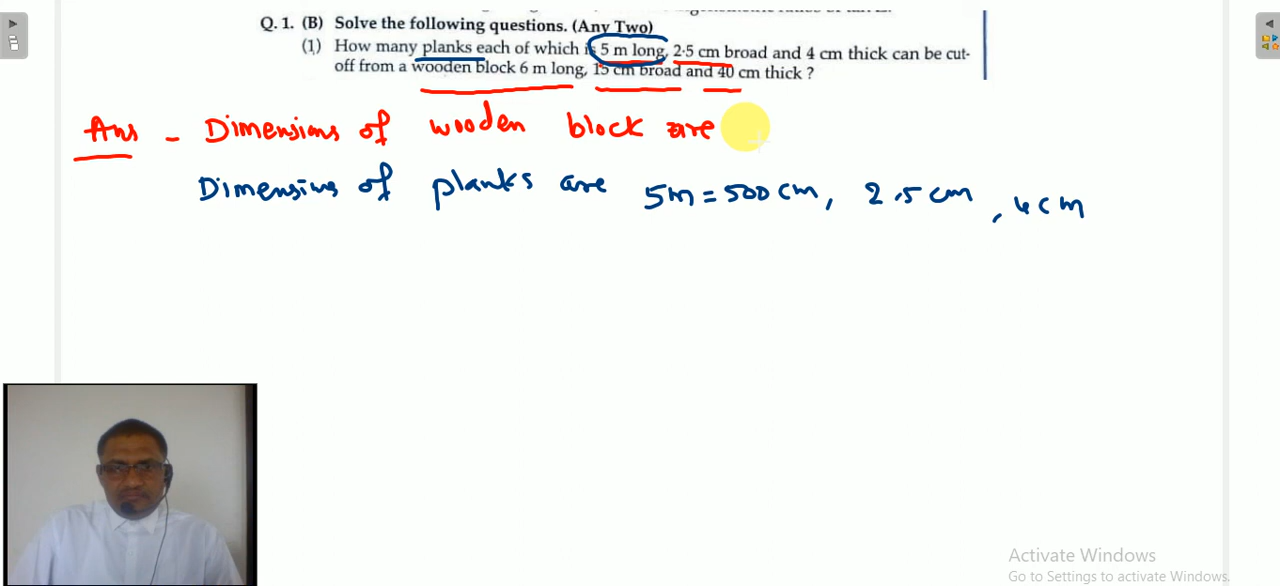 Q. 1. (B) Solve the following questions. (Any Two)
(1) How many planks each of which is 5 m long, 2·5 cm broad and 4 cm thick can be cut-
off from a wooden block 6 m long, 15 cm broad and 40 cm thick ?
Ans - Dimensions of wooden block are
Dimensins of planks are 5m = 500 cm, 2.5 cm , 4 cm
Activate Windows
Go to Settings to activate Windows.